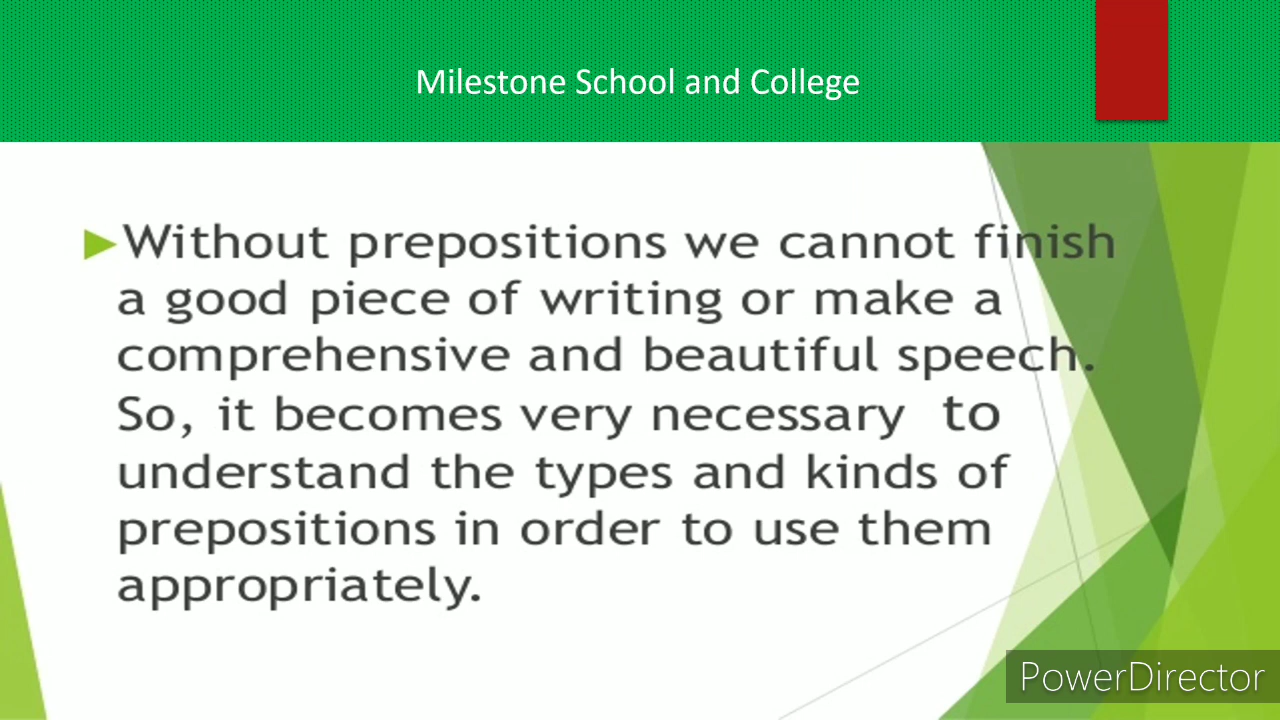 Milestone School and College
Without prepositions we cannot finish
a good piece of writing or make a
comprehensive and beautiful speech.
So, it becomes very necessary to
understand the types and kinds of
prepositions in order to use them
appropriately.
PowerDirector